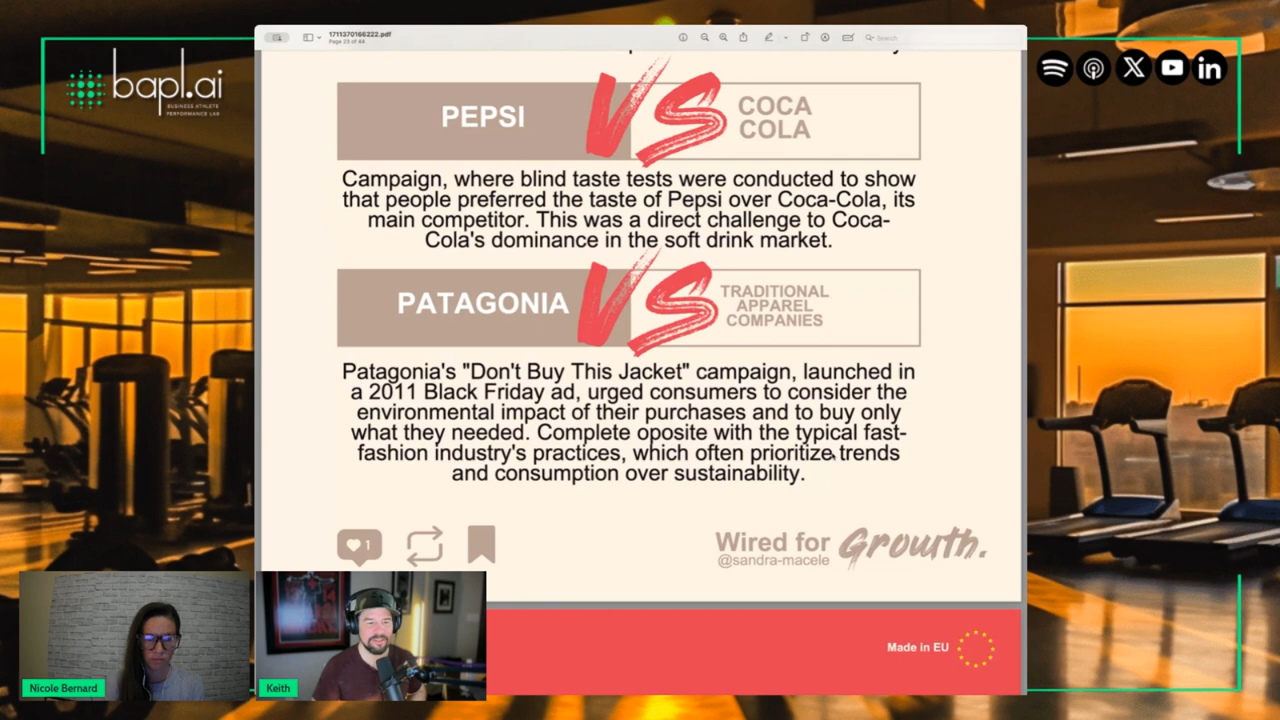 1711370166222.pdf
Page 23 of 44
Search
bapl.ai
BUSINESS ATHLETE
PERFORMANCE LAB
in
PEPSI
VS
COCA
COLA
Campaign, where blind taste tests were conducted to show
that people preferred the taste of Pepsi over Coca-Cola, its
main competitor. This was a direct challenge to Coca-
Cola's dominance in the soft drink market.
PATAGONIA
VS
TRADITIONAL
APPAREL
COMPANIES
Patagonia's "Don't Buy This Jacket" campaign, launched in
a 2011 Black Friday ad, urged consumers to consider the
environmental impact of their purchases and to buy only
what they needed. Complete oposite with the typical fast-
fashion industry's practices, which often prioritize trends
and consumption over sustainability.
1
Wired for Growth.
@sandra-macele
Made in EU
Nicole Bernard
Keith